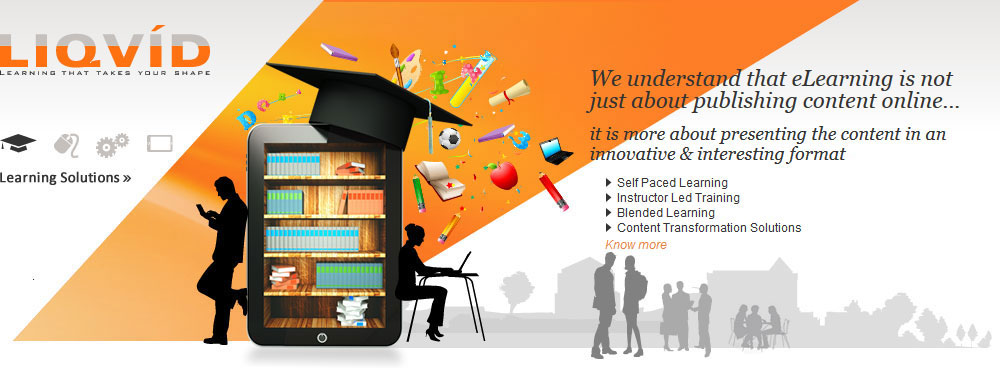 LIQVÍD
LEARNING THAT TAKES YOUR SHAPE
Learning Solutions »
We understand that eLearning is not
just about publishing content online...
it is more about presenting the content in an
innovative & interesting format
Self Paced Learning
Instructor Led Training
Blended Learning
Content Transformation Solutions
Know more